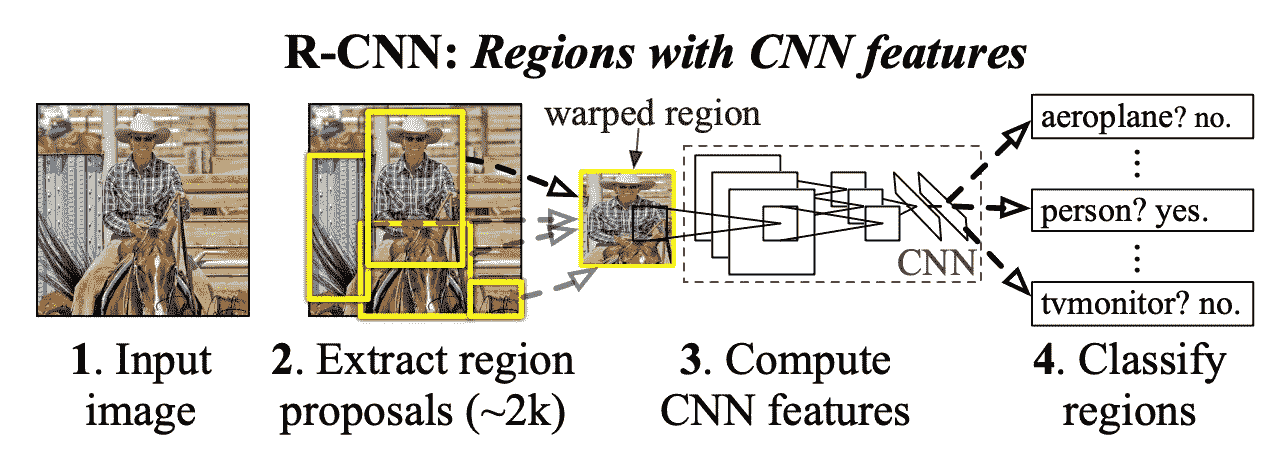 R-CNN: Regions with CNN features
warped region
aeroplane? no.
person? yes.
CNN
tvmonitor? no.
1. Input
image
2. Extract region
proposals (~2k)
3. Compute
CNN features
4. Classify
regions